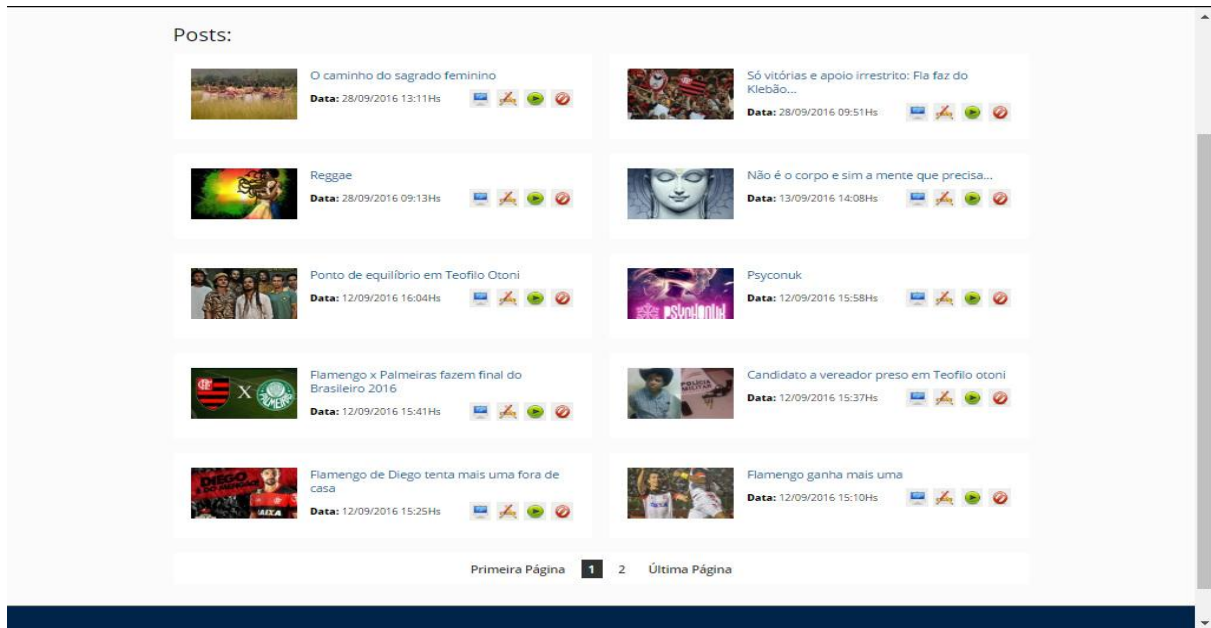 Posts:
O caminho do sagrado feminino
Data: 28/09/2016 13:11Hs
Só vitórias e apoio irrestrito: Fla faz do
Klebão...
Data: 28/09/2016 09:51Hs
Reggae
Data: 28/09/2016 09:13Hs
Não é o corpo e sim a mente que precisa...
Data: 13/09/2016 14:08Hs
Ponto de equilíbrio em Teofilo Otoni
Data: 12/09/2016 16:04Hs
PSYCHONUK
Psyconuk
Data: 12/09/2016 15:58Hs
X
Flamengo x Palmeiras fazem final do
Brasileiro 2016
Data: 12/09/2016 15:41Hs
POLÍCIA
MILITAR
Candidato a vereador preso em Teofilo otoni
Data: 12/09/2016 15:37Hs
DIEGO
Flamengo de Diego tenta mais uma fora de
casa
Data: 12/09/2016 15:25Hs
Flamengo ganha mais uma
Data: 12/09/2016 15:10Hs
Primeira Página 1 2 Última Página